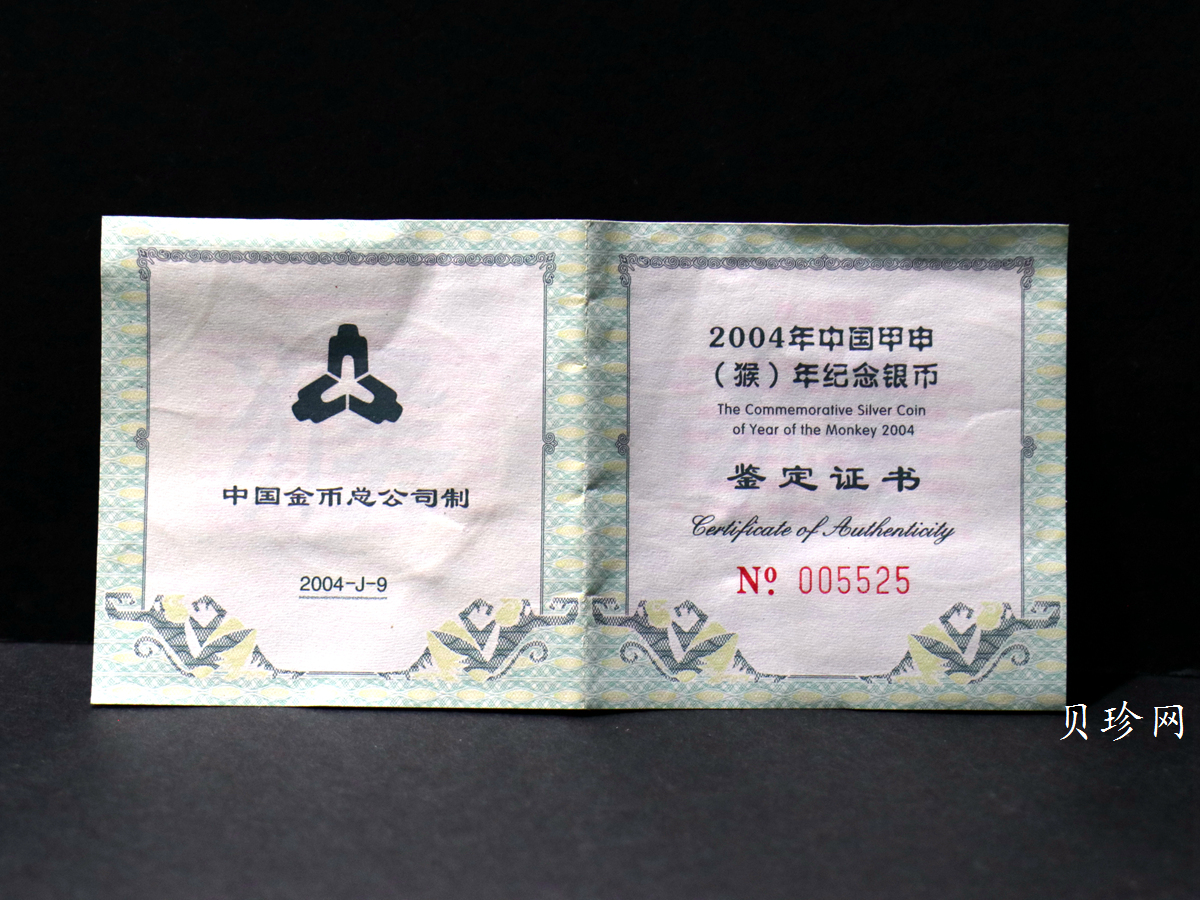 中国金币总公司制
2004-J-9
2004年中国甲申
（猴）年纪念银币
The Commemorative Silver Coin
of Year of the Monkey 2004
鉴定证书
Certificate of Authenticity
Nº 005525
贝珍网